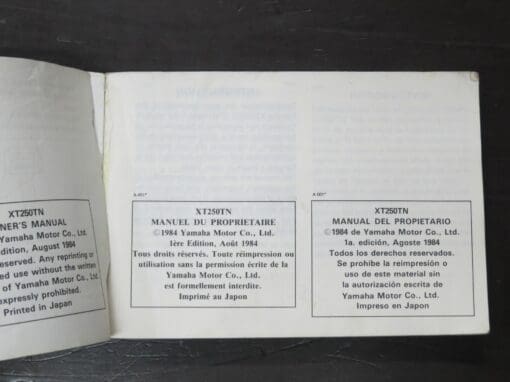 XT250TN
NER'S MANUAL
Yamaha Motor Co., Ltd.
dition, August 1984
eserved. Any reprinting or
ed use without the written
of Yamaha Motor Co., Ltd.
expressly prohibited.
Printed in Japan
XT250TN
MANUEL DU PROPRIETAIRE
©1984 Yamaha Motor Co., Ltd.
1ère Edition, Août 1984
Tous droits réservés. Toute réimpression ou
utilisation sans la permission écrite de la
Yamaha Motor Co., Ltd.
est formellement interdite.
Imprimé au Japon
XT250TN
MANUAL DEL PROPIETARIO
©1984 de Yamaha Motor Co., Ltd.
1a. edición, Agoste 1984
Todos los derechos reservados.
Se prohibe la reimpresión o
uso de este material sin
la autorización escrita de
Yamaha Motor Co., Ltd.
Impreso en Japón